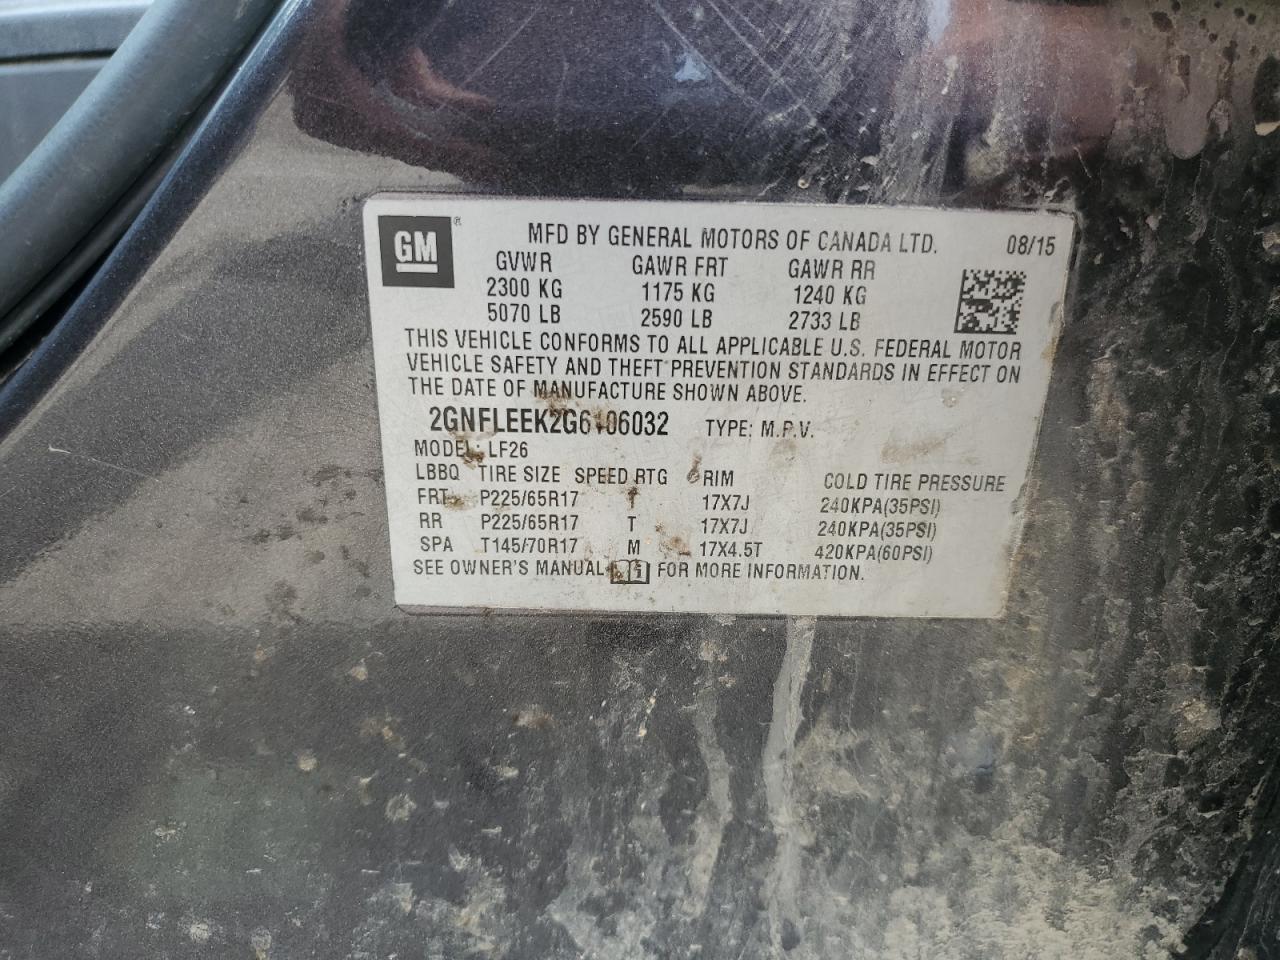 GM ®
MFD BY GENERAL MOTORS OF CANADA LTD. 08/15
GVWR GAWR FRT GAWR RR
2300 KG 1175 KG 1240 KG
5070 LB 2590 LB 2733 LB
THIS VEHICLE CONFORMS TO ALL APPLICABLE U.S. FEDERAL MOTOR
VEHICLE SAFETY AND THEFT PREVENTION STANDARDS IN EFFECT ON
THE DATE OF MANUFACTURE SHOWN ABOVE.
2GNFLEEK2G6106032 TYPE: M.P.V.
MODEL: LF26
LBBQ TIRE SIZE SPEED RTG RIM COLD TIRE PRESSURE
FRT P225/65R17 T 17X7J 240KPA(35PSI)
RR P225/65R17 T 17X7J 240KPA(35PSI)
SPA T145/70R17 M 17X4.5T 420KPA(60PSI)
SEE OWNER'S MANUAL i FOR MORE INFORMATION.